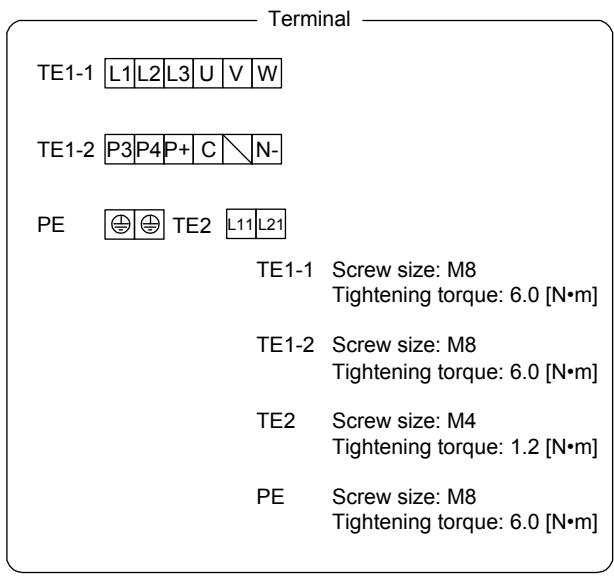 Terminal
TE1-1 L1 L2 L3 U V W
TE1-2 P3 P4 P+ C N-
PE TE2 L11 L21
TE1-1 Screw size: M8
Tightening torque: 6.0 [N•m]
TE1-2 Screw size: M8
Tightening torque: 6.0 [N•m]
TE2 Screw size: M4
Tightening torque: 1.2 [N•m]
PE Screw size: M8
Tightening torque: 6.0 [N•m]